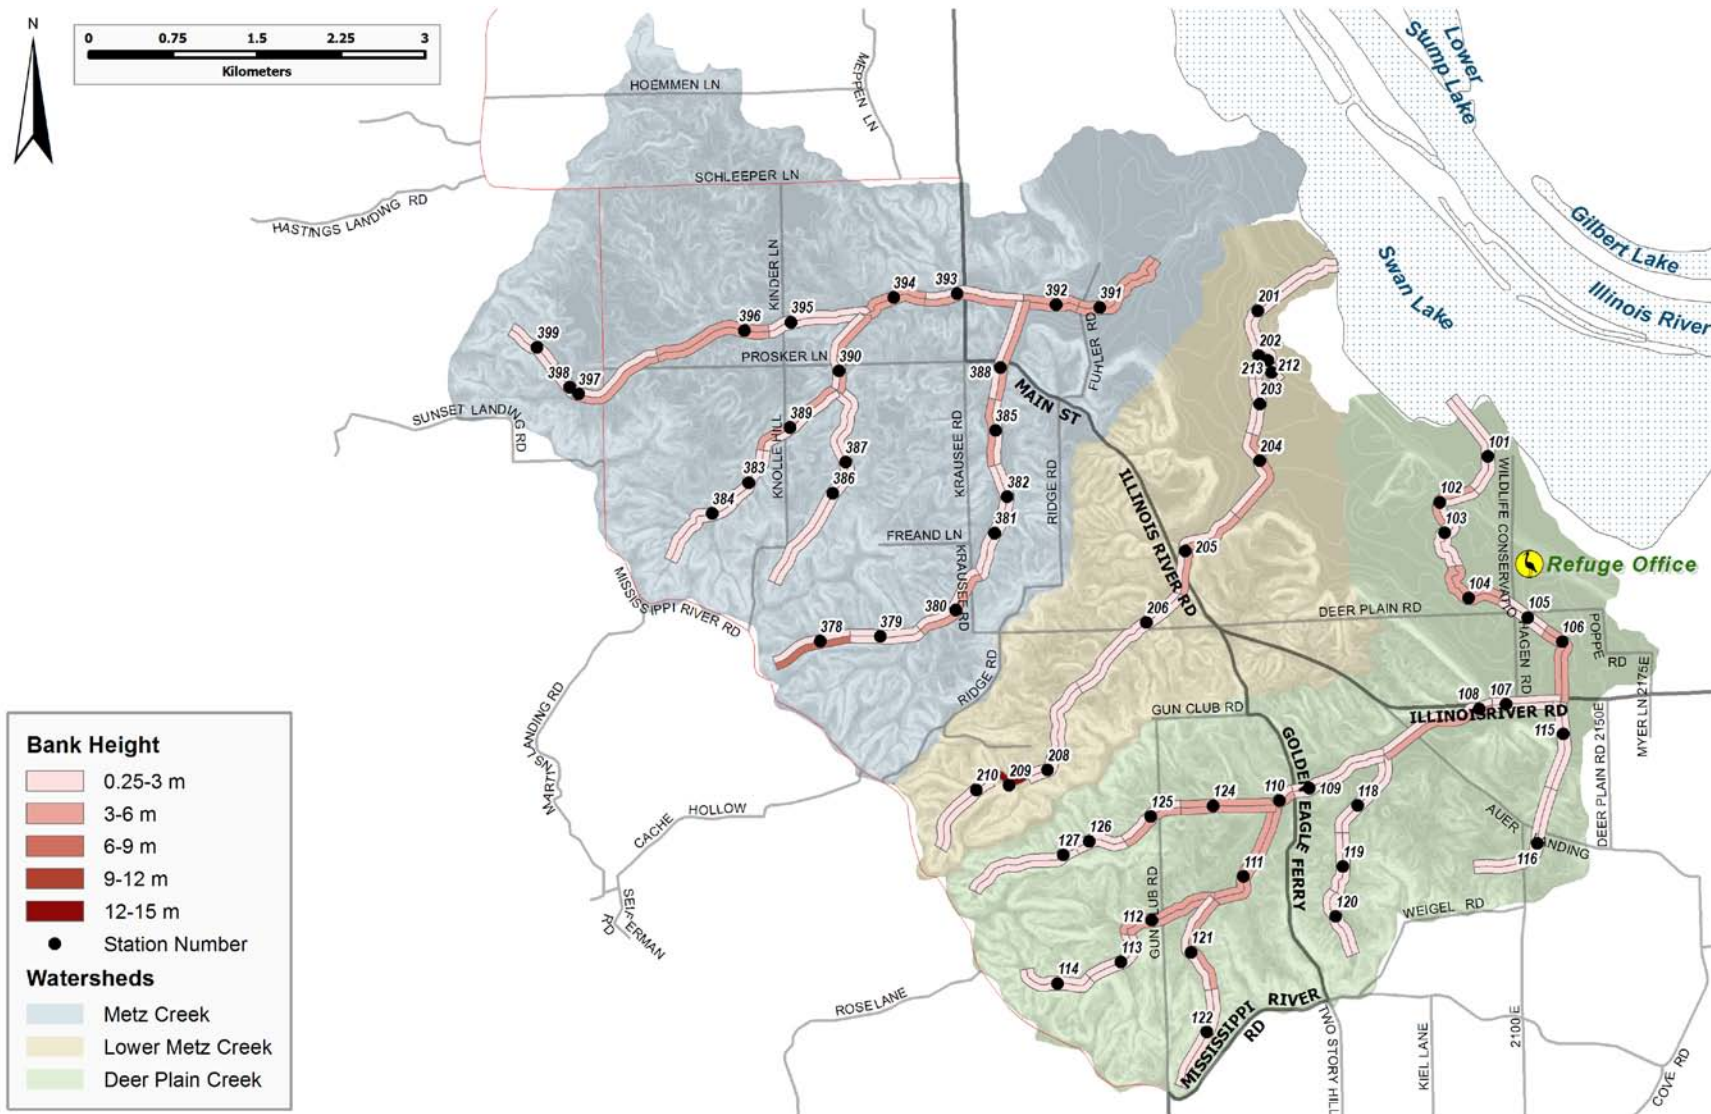 N
0 0.75 1.5 2.25 3
Kilometers
HOEMMEN LN
MEPPEN LN
Lower
Stump Lake
SCHLEEPER LN
HASTINGS LANDING RD
Gilbert Lake
Swan Lake
Illinois River
KINDER LN
394
393
392
391
201
396
395
399
PROSKER LN
390
FUHLER RD
202
398
397
388
213
212
MAIN ST
203
SUNSET LANDING RD
389
KNOLLE HILL
KRAUSEE RD
385
387
RIDGE RD
204
101
383
386
384
382
381
ILLINOIS RIVER RD
102
WILDLIFE CONSERVATIO
103
FREAND LN
205
Refuge Office
MISSISSIPPI RIVER RD
KRAUSEE RD
380
104
105
378
379
206
DEER PLAIN RD
106
HAGEN RD
POPPE
RD
RIDGE RD
MARTINS LANDING RD
GUN CLUB RD
108
107
ILLINOISRIVER RD
115
DEER PLAIN RD 2150E
MYER LN 2175E
GOLDEN EAGLE FERRY
208
209
210
CACHE HOLLOW
125
124
110
109
118
AUER
ANDING
127
126
119
116
111
SEIFERMAN
RD
112
GUN CLUB RD
120
WEIGEL RD
113
121
114
ROSELANE
122
MISSISSIPPI RIVER
RD
TWO STORY HILL
KIEL LANE
2100 E
COVE RD
Bank Height
0.25-3 m
3-6 m
6-9 m
9-12 m
12-15 m
Station Number
Watersheds
Metz Creek
Lower Metz Creek
Deer Plain Creek